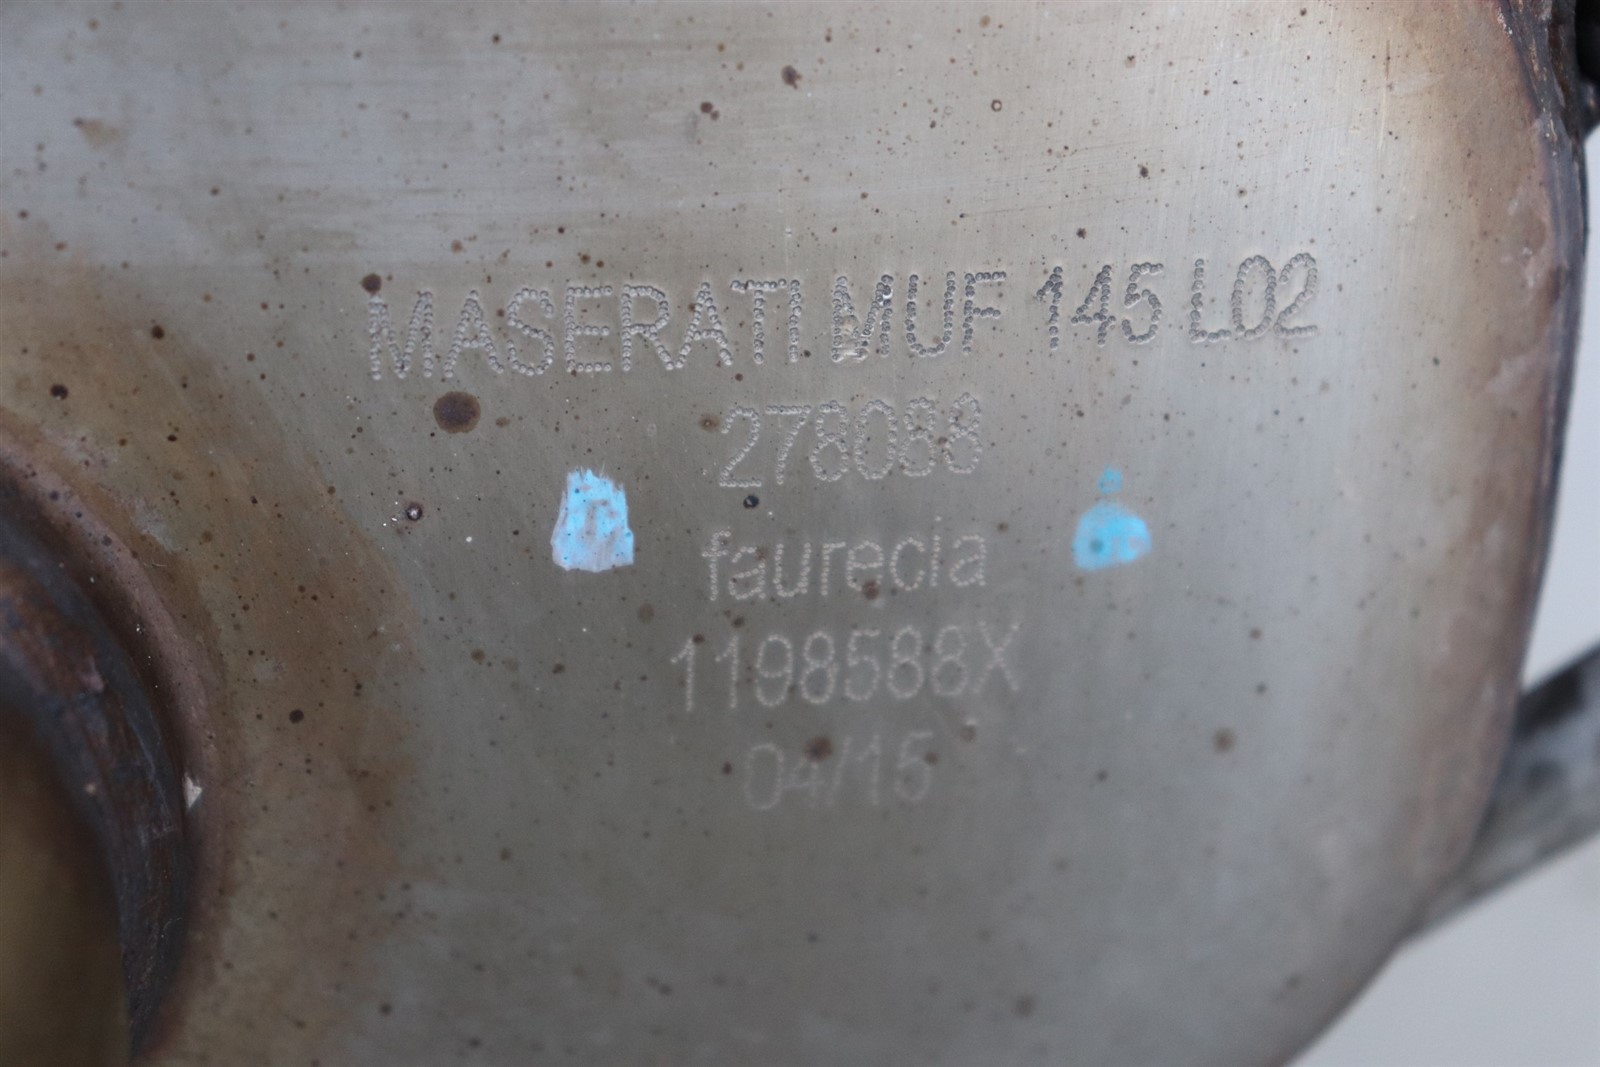 MASERATI MUF 145 L02
278088
faurecia
1198588X
04/15